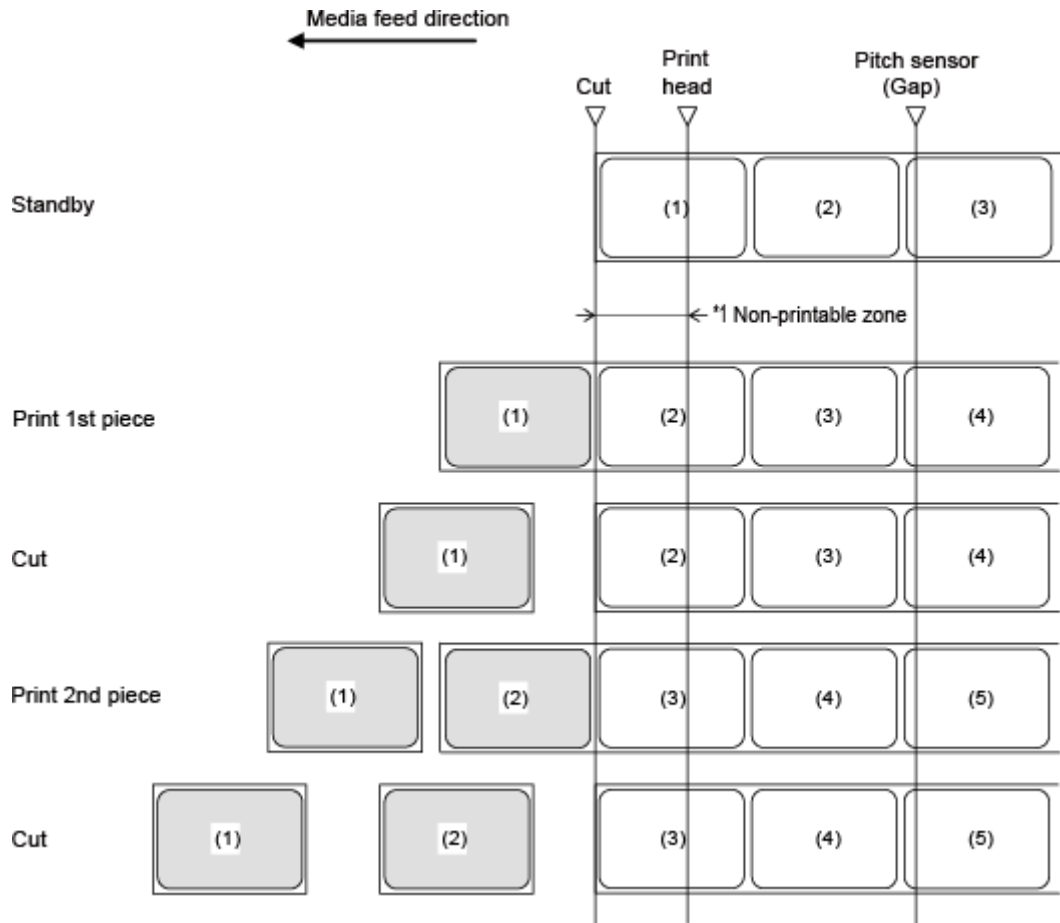 Media feed direction
Cut
Print
head
Pitch sensor
(Gap)
Standby
(1)
(2)
(3)
*1 Non-printable zone
Print 1st piece
(1)
(2)
(3)
(4)
Cut
(1)
(2)
(3)
(4)
Print 2nd piece
(1)
(2)
(3)
(4)
(5)
Cut
(1)
(2)
(3)
(4)
(5)